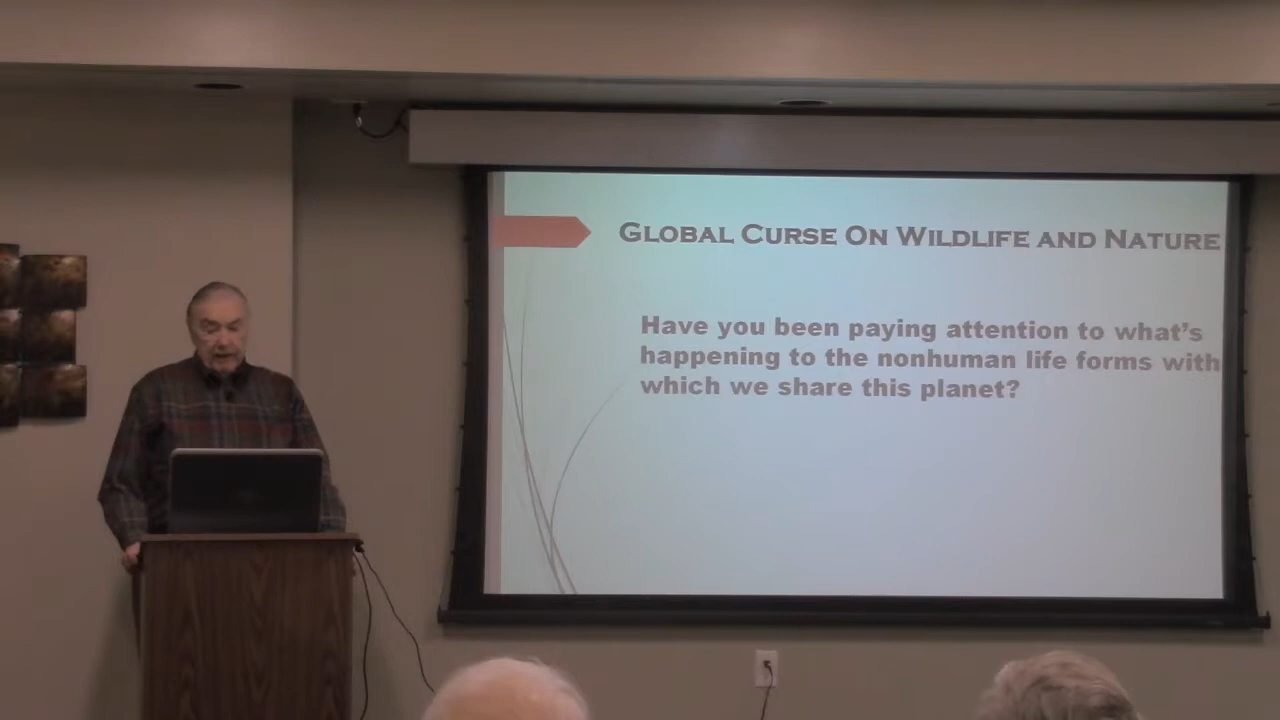 Global Curse On Wildlife and Nature
Have you been paying attention to what's
happening to the nonhuman life forms with
which we share this planet?